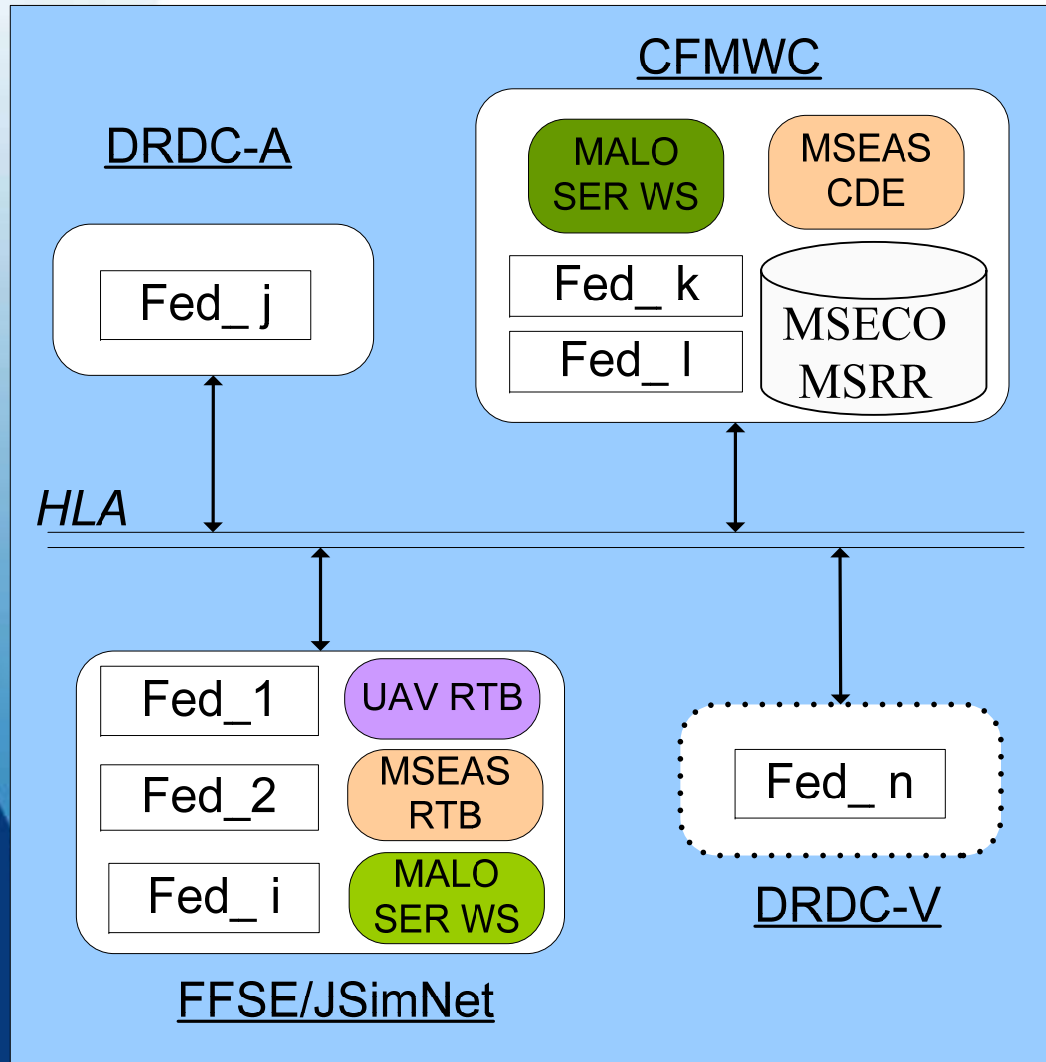 CFMWC
DRDC-A
MALO
SER WS
MSEAS
CDE
Fed_ j
Fed_ k
Fed_ l
MSECO
MSRR
HLA
Fed_1
UAV RTB
Fed_2
MSEAS
RTB
Fed_ i
MALO
SER WS
Fed_ n
DRDC-V
FFSE/JSimNet